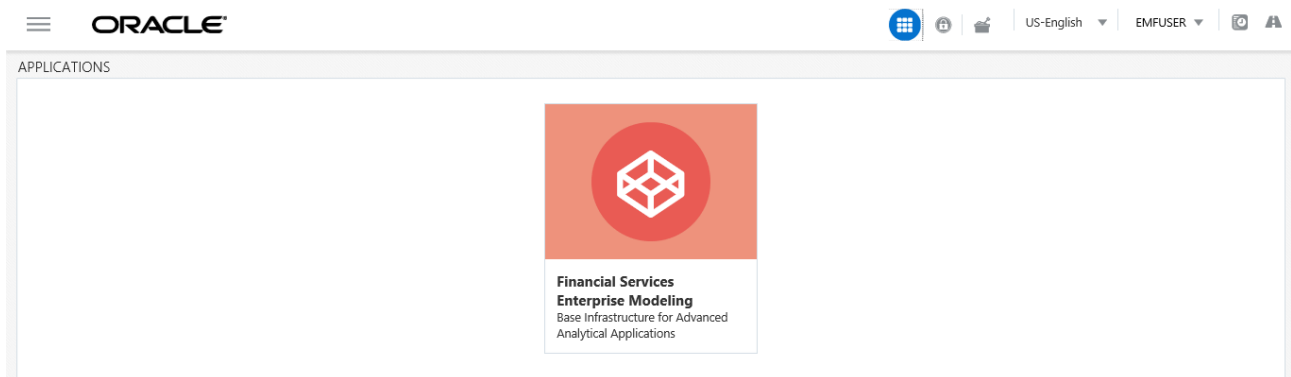 ORACLE
US-English
EMFUSER
APPLICATIONS
Financial Services
Enterprise Modeling
Base Infrastructure for Advanced
Analytical Applications